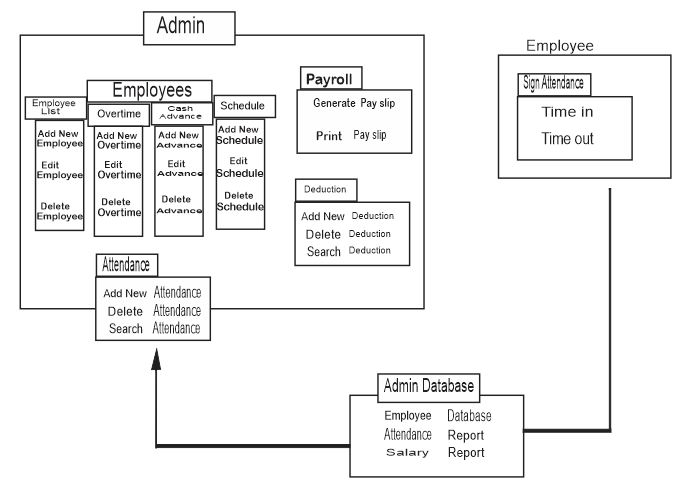 Admin
Employees
Employee
List
Add New
Employee
Edit
Employee
Delete
Employee
Overtime
Add New
Overtime
Edit
Overtime
Delete
Overtime
Cash
Advance
Add New
Advance
Edit
Advance
Delete
Advance
Schedule
Add New
Schedule
Edit
Schedule
Delete
Schedule
Payroll
Generate Pay slip
Print Pay slip
Deduction
Add New Deduction
Delete Deduction
Search Deduction
Attendance
Add New Attendance
Delete Attendance
Search Attendance
Employee
Sign Attendance
Time in
Time out
Admin Database
Employee Database
Attendance Report
Salary Report